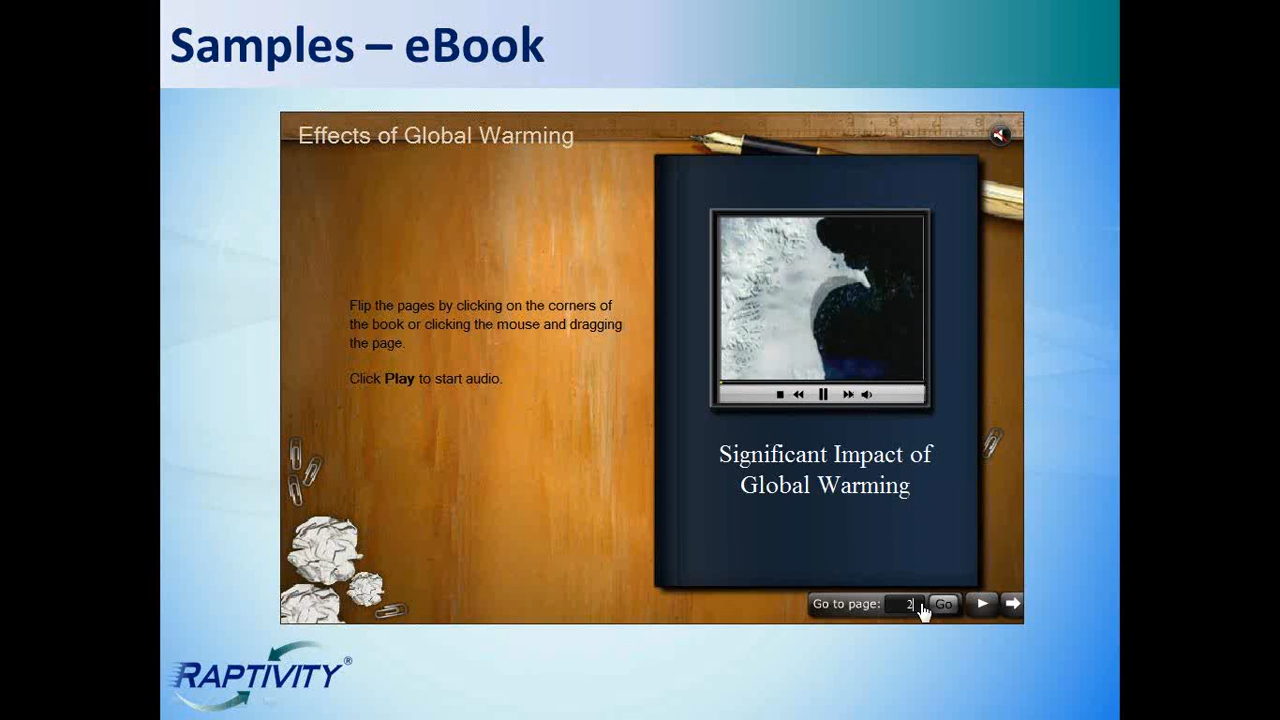 Samples – eBook
Effects of Global Warming
Flip the pages by clicking on the corners of
the book or clicking the mouse and dragging
the page.
Click Play to start audio.
Significant Impact of
Global Warming
Go to page: 2 Go
RAPTIVITY®